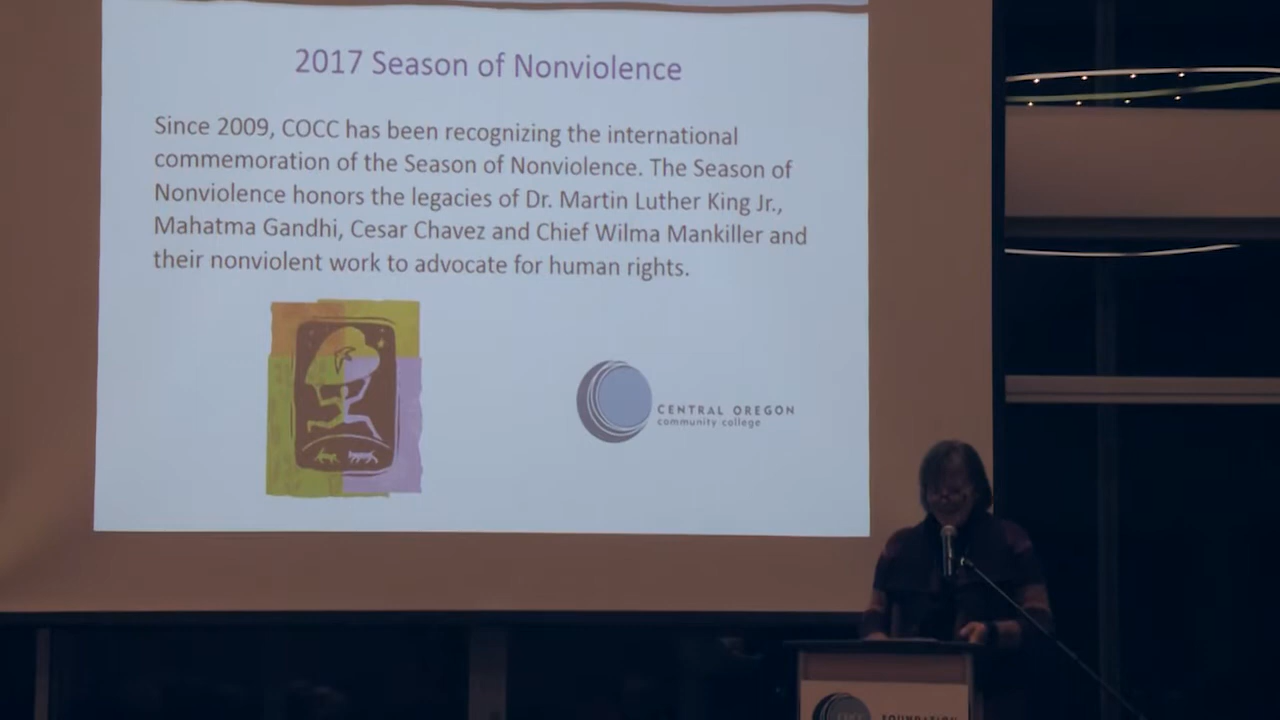 2017 Season of Nonviolence
Since 2009, COCC has been recognizing the international
commemoration of the Season of Nonviolence. The Season of
Nonviolence honors the legacies of Dr. Martin Luther King Jr.,
Mahatma Gandhi, Cesar Chavez and Chief Wilma Mankiller and
their nonviolent work to advocate for human rights.
CENTRAL OREGON
community college
FOUNDATION